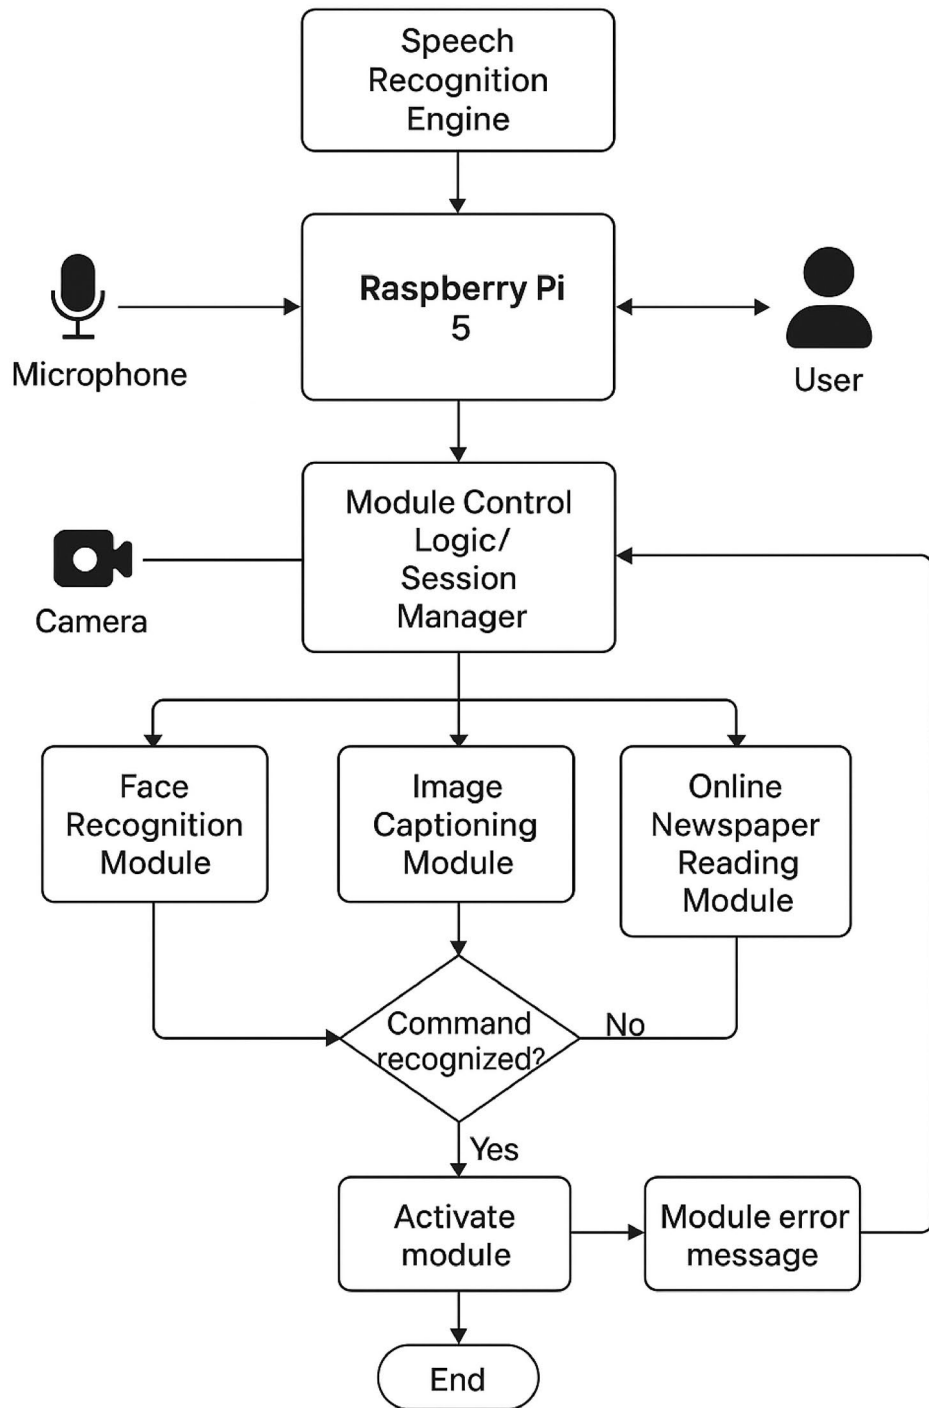 Speech
Recognition
Engine
Raspberry Pi
5
Microphone
User
Module Control
Logic/
Session
Manager
Camera
Face
Recognition
Module
Image
Captioning
Module
Online
Newspaper
Reading
Module
Command
recognized?
No
Yes
Activate
module
Module error
message
End